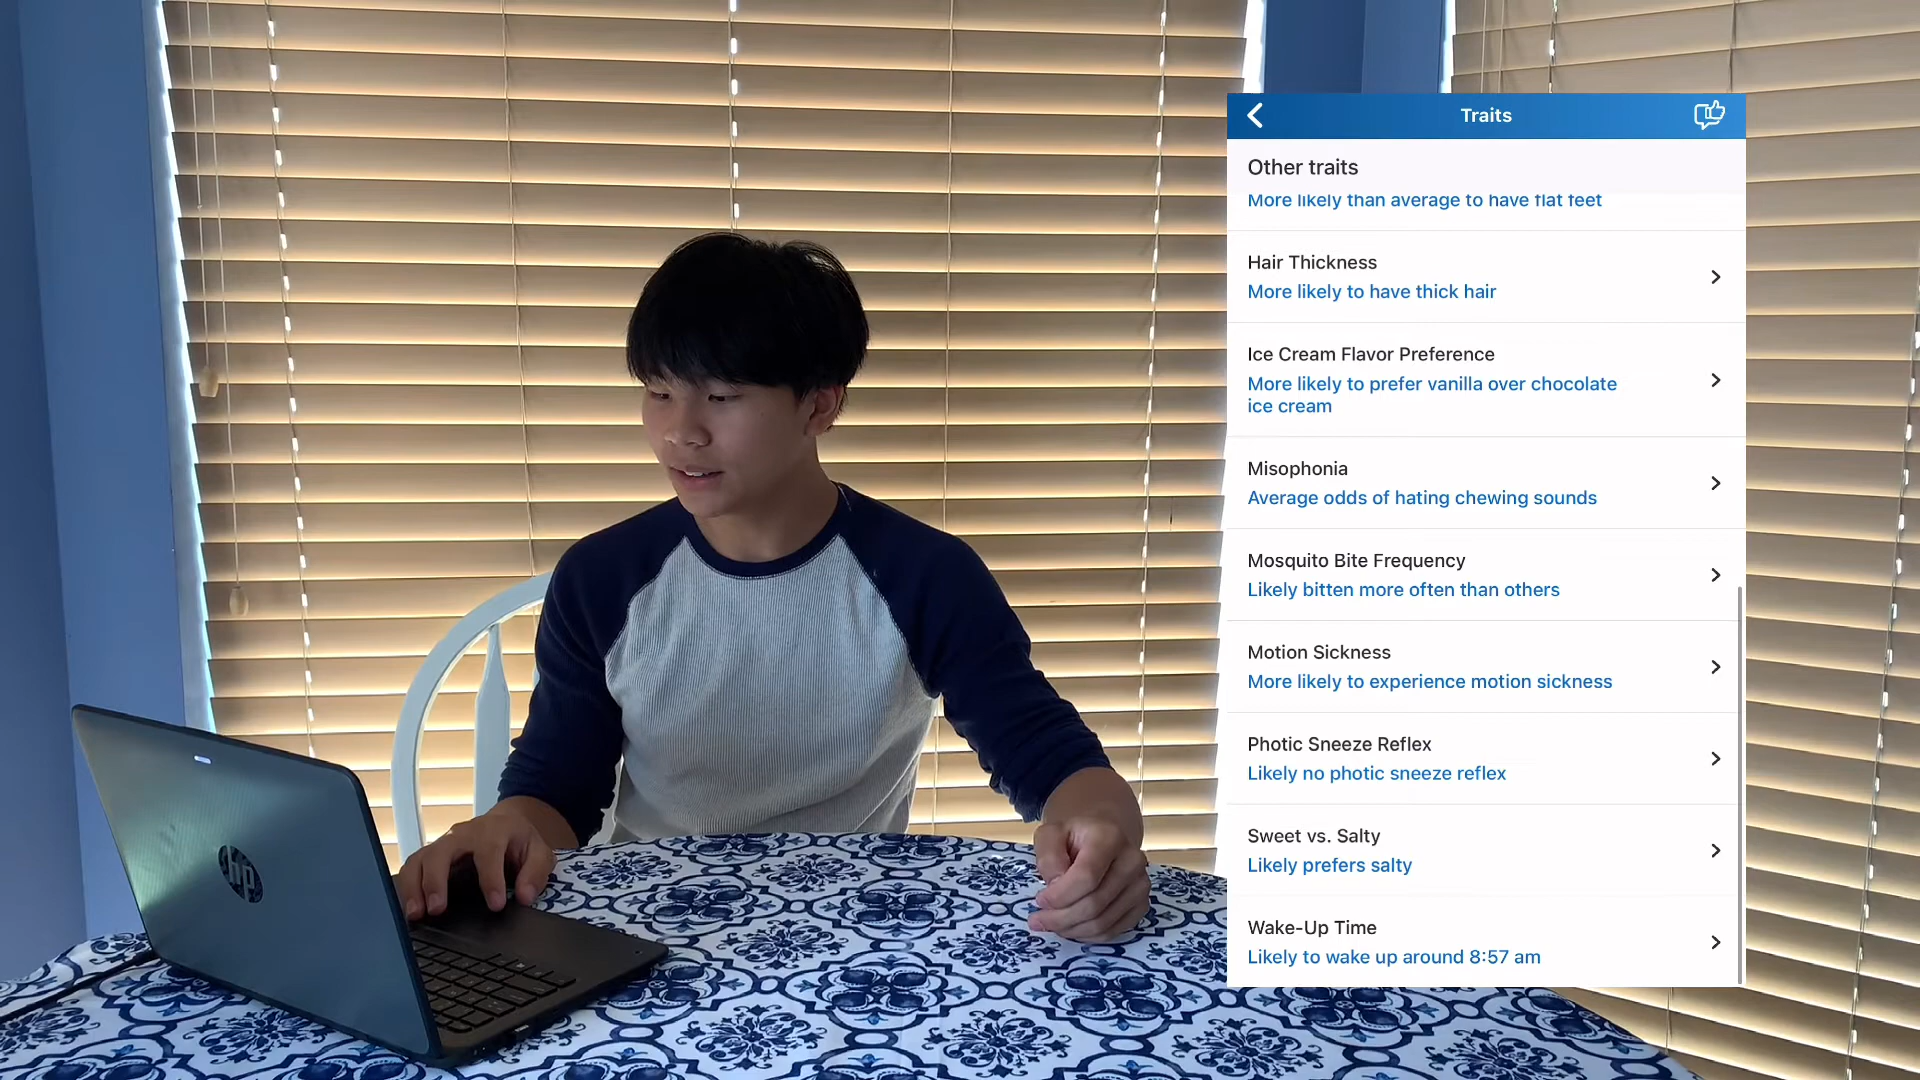 Traits
Other traits
More likely than average to have flat feet
Hair Thickness
More likely to have thick hair
Ice Cream Flavor Preference
More likely to prefer vanilla over chocolate
ice cream
Misophonia
Average odds of hating chewing sounds
Mosquito Bite Frequency
Likely bitten more often than others
Motion Sickness
More likely to experience motion sickness
Photic Sneeze Reflex
Likely no photic sneeze reflex
Sweet vs. Salty
Likely prefers salty
Wake-Up Time
Likely to wake up around 8:57 am
hp